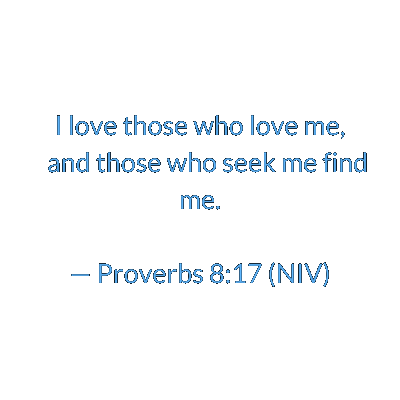 I love those who love me,
and those who seek me find
me.
— Proverbs 8:17 (NIV)